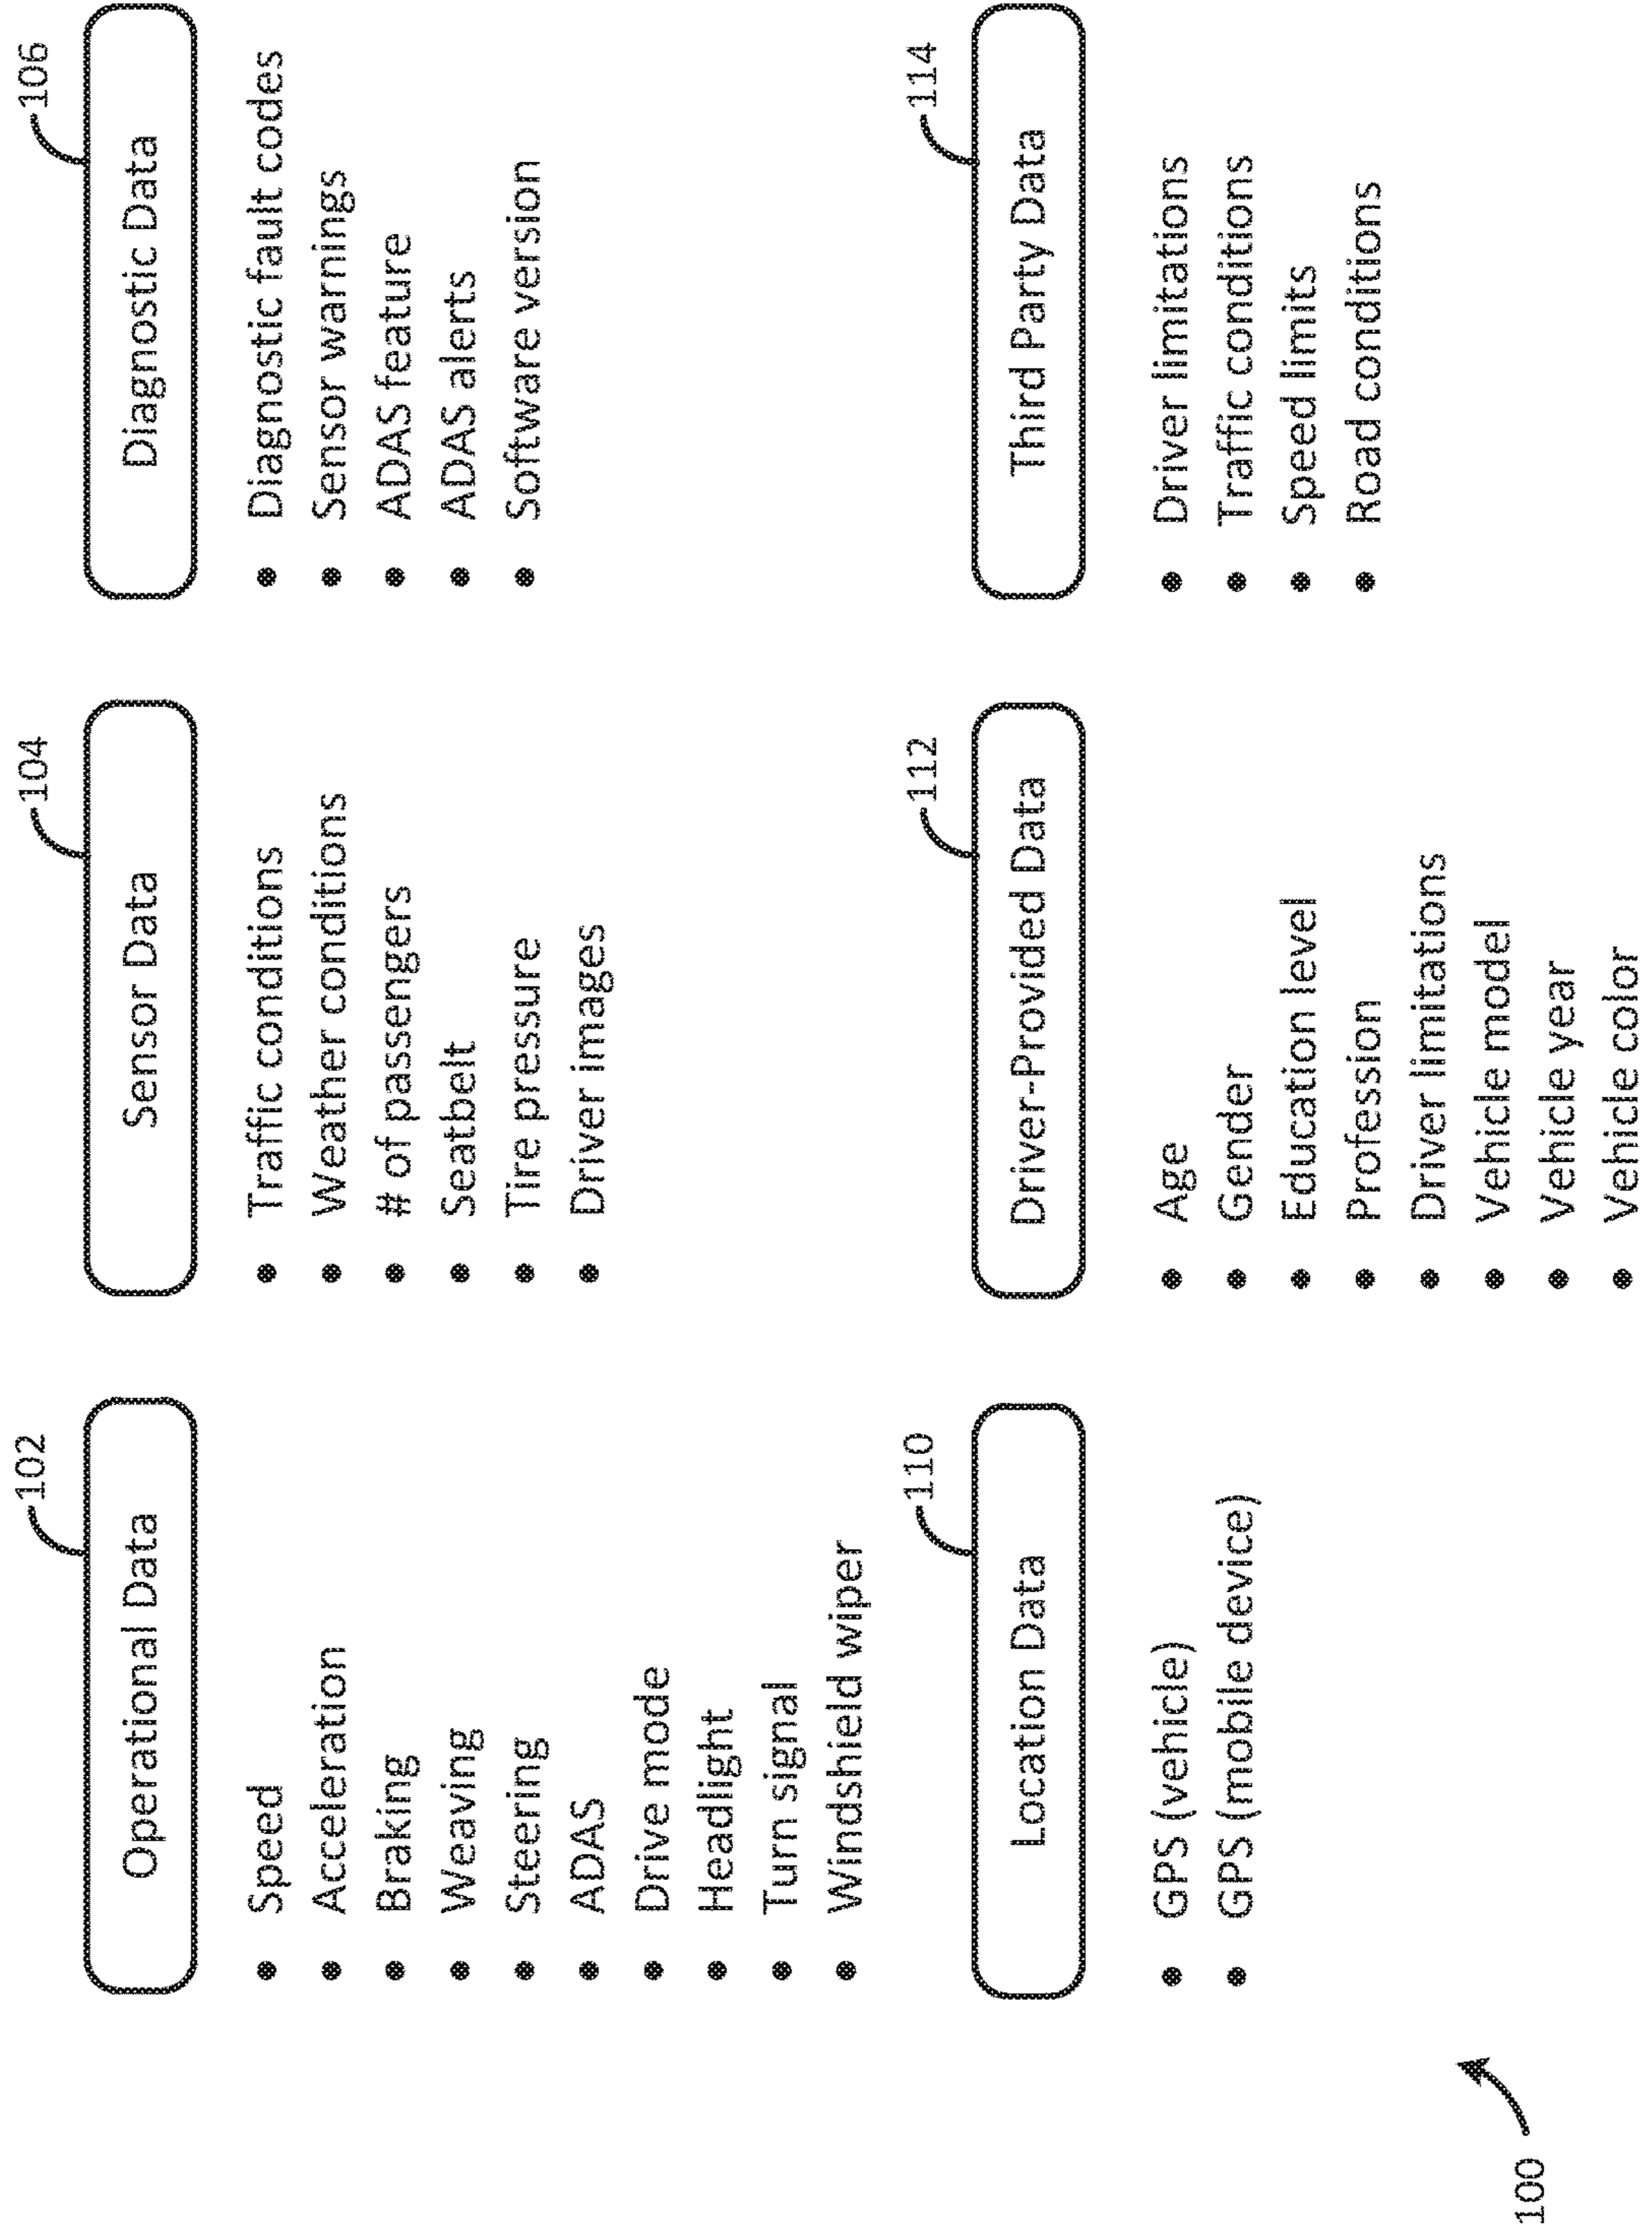 102
Operational Data
• Speed
• Acceleration
• Braking
• Weaving
• Steering
• ADAS
• Drive mode
• Headlight
• Turn signal
• Windshield wiper
104
Sensor Data
• Traffic conditions
• Weather conditions
• # of passengers
• Seatbelt
• Tire pressure
• Driver images
106
Diagnostic Data
• Diagnostic fault codes
• Sensor warnings
• ADAS feature
• ADAS alerts
• Software version
110
Location Data
• GPS (vehicle)
• GPS (mobile device)
112
Driver-Provided Data
• Age
• Gender
• Education level
• Profession
• Driver limitations
• Vehicle model
• Vehicle year
• Vehicle color
114
Third Party Data
• Driver limitations
• Traffic conditions
• Speed limits
• Road conditions
100